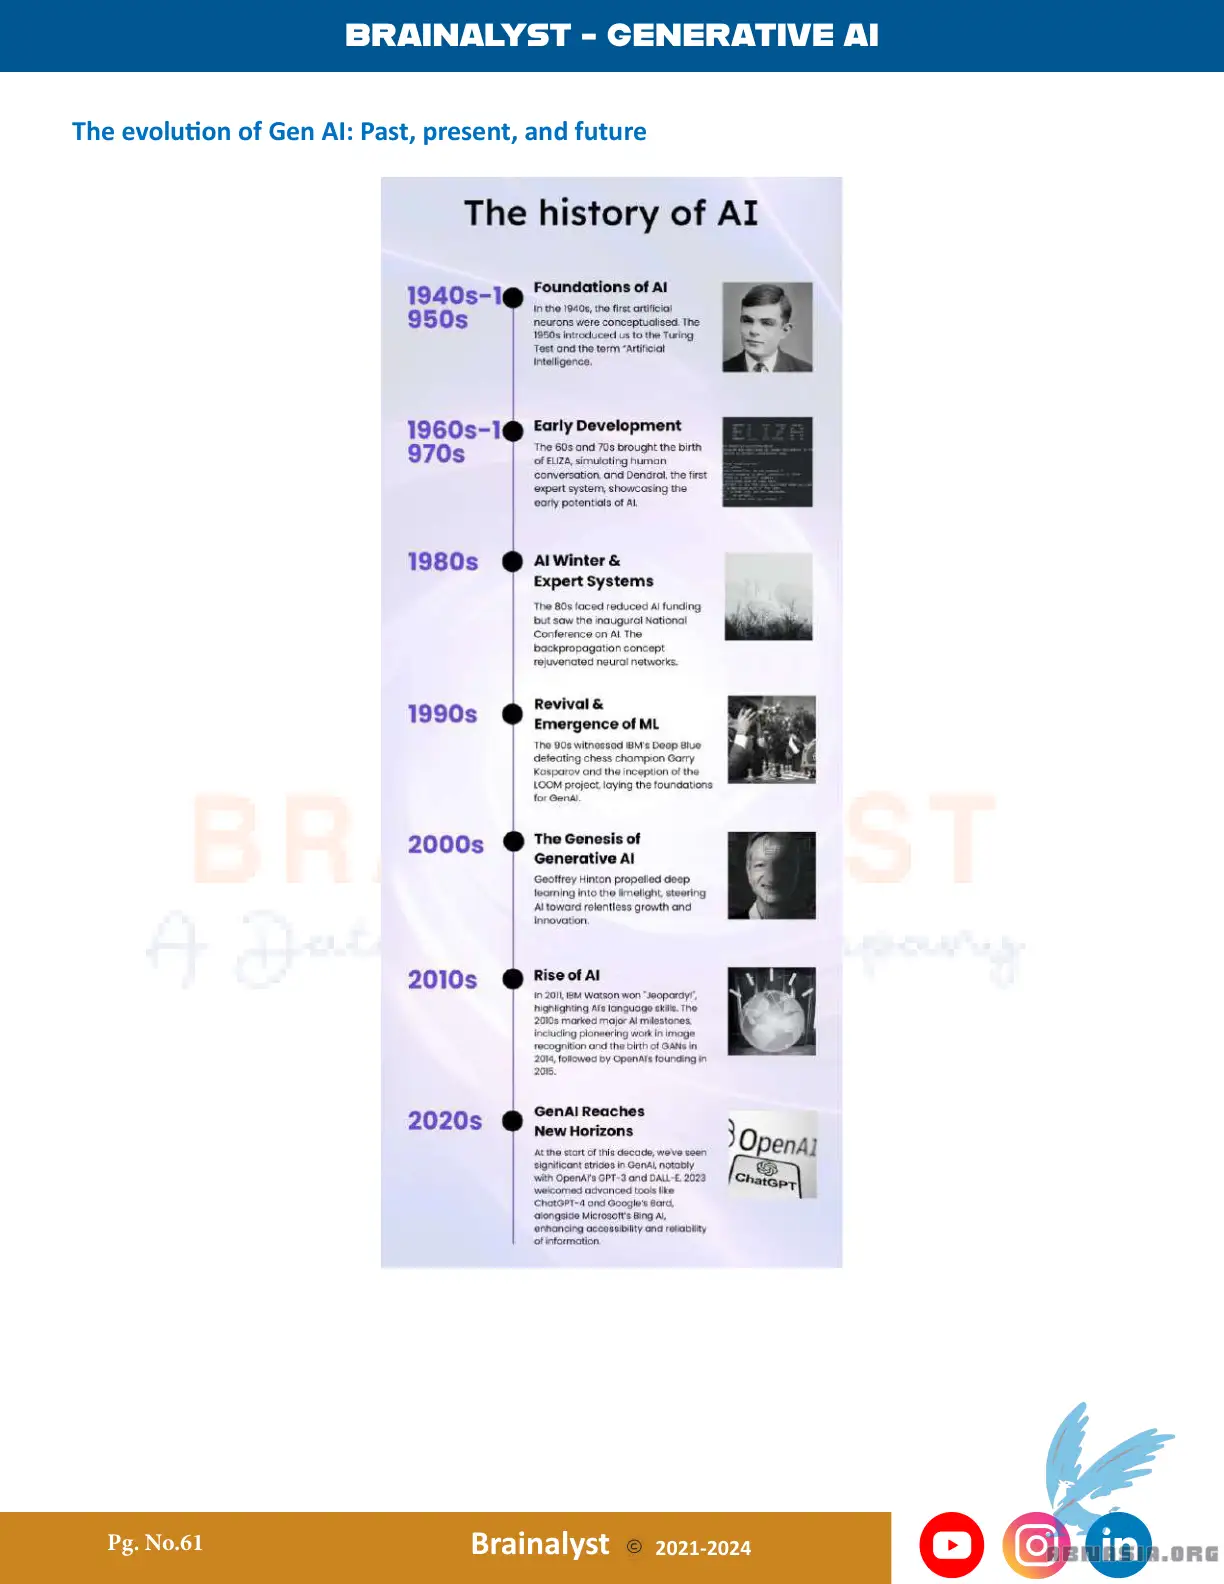 BRAINALYST - GENERATIVE AI
The evolution of Gen AI: Past, present, and future
The history of AI
1940s-1
950s
Foundations of AI
In the 1940s, the first artificial
neurons were conceptualised. The
1950s introduced us to the Turing
Test and the term "Artificial
Intelligence.
1960s-1
970s
Early Development
The 60s and 70s brought the birth
of ELIZA, simulating human
conversation, and Dendral, the first
expert system, showcasing the
early potentials of AI.
ELIZA
1980s
AI Winter &
Expert Systems
The 80s faced reduced AI funding
but saw the inaugural National
Conference on AI. The
backpropagation concept
rejuvenated neural networks.
1990s
Revival &
Emergence of ML
The 90s witnessed IBM's Deep Blue
defeating chess champion Garry
Kasparov and the inception of the
LOOM project, laying the foundations
for GenAI.
2000s
The Genesis of
Generative AI
Geoffrey Hinton propelled deep
learning into the limelight, steering
AI toward relentless growth and
innovation.
2010s
Rise of AI
In 2011, IBM Watson won "Jeopardy!",
highlighting AI's language skills. The
2010s marked major AI milestones,
including pioneering work in image
recognition and the birth of GANs in
2014, followed by OpenAI's founding in
2015.
2020s
GenAI Reaches
New Horizons
At the start of this decade, we've seen
significant strides in GenAI, notably
with OpenAI's GPT-3 and DALL-E. 2023
welcomed advanced tools like
ChatGPT-4 and Google's Bard,
alongside Microsoft's Bing AI,
enhancing accessibility and reliability
of information.
OpenAI
ChatGPT
Pg. No.61
Brainalyst © 2021-2024
in
ABNASIA.ORG